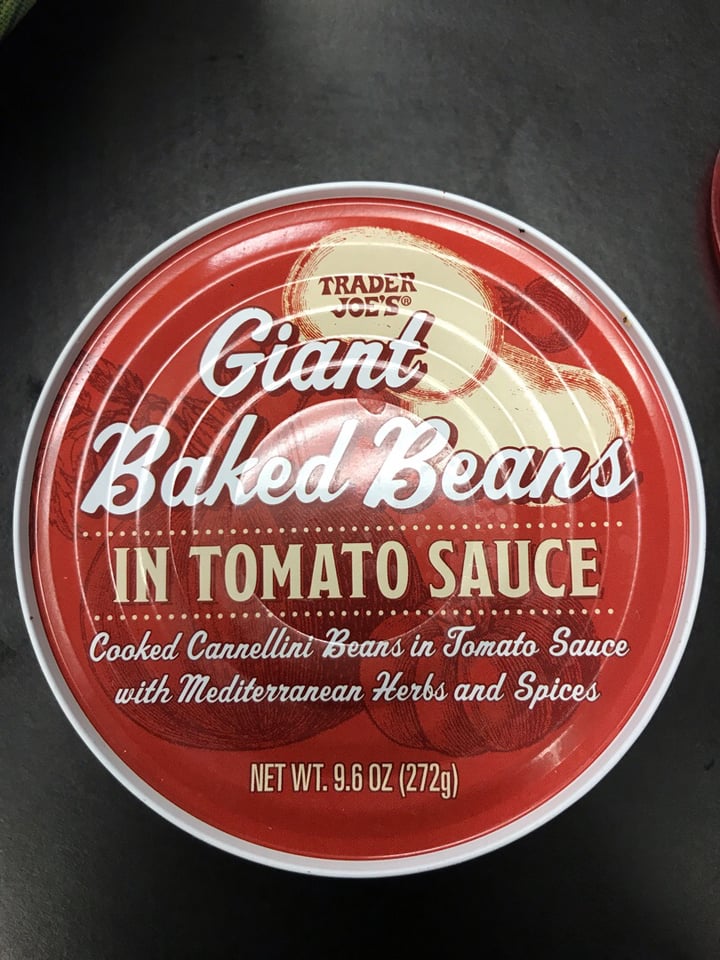 TRADER
JOE'S®
Giant
Baked Beans
IN TOMATO SAUCE
Cooked Cannellini Beans in Tomato Sauce
with Mediterranean Herbs and Spices
NET WT. 9.6 OZ (272g)